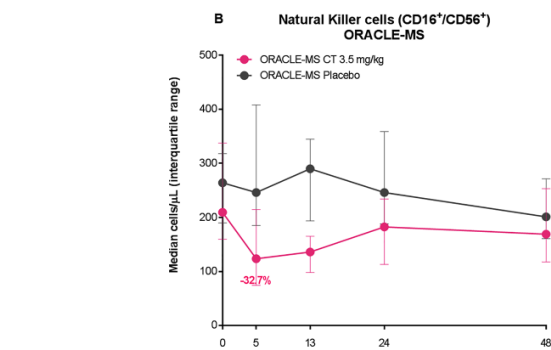 B
Natural Killer cells (CD16+/CD56+)
ORACLE-MS
ORACLE-MS CT 3.5 mg/kg
ORACLE-MS Placebo
Median cells/µL (interquartile range)
500
400
300
200
100
0
-32.7%
0 5 13 24 48